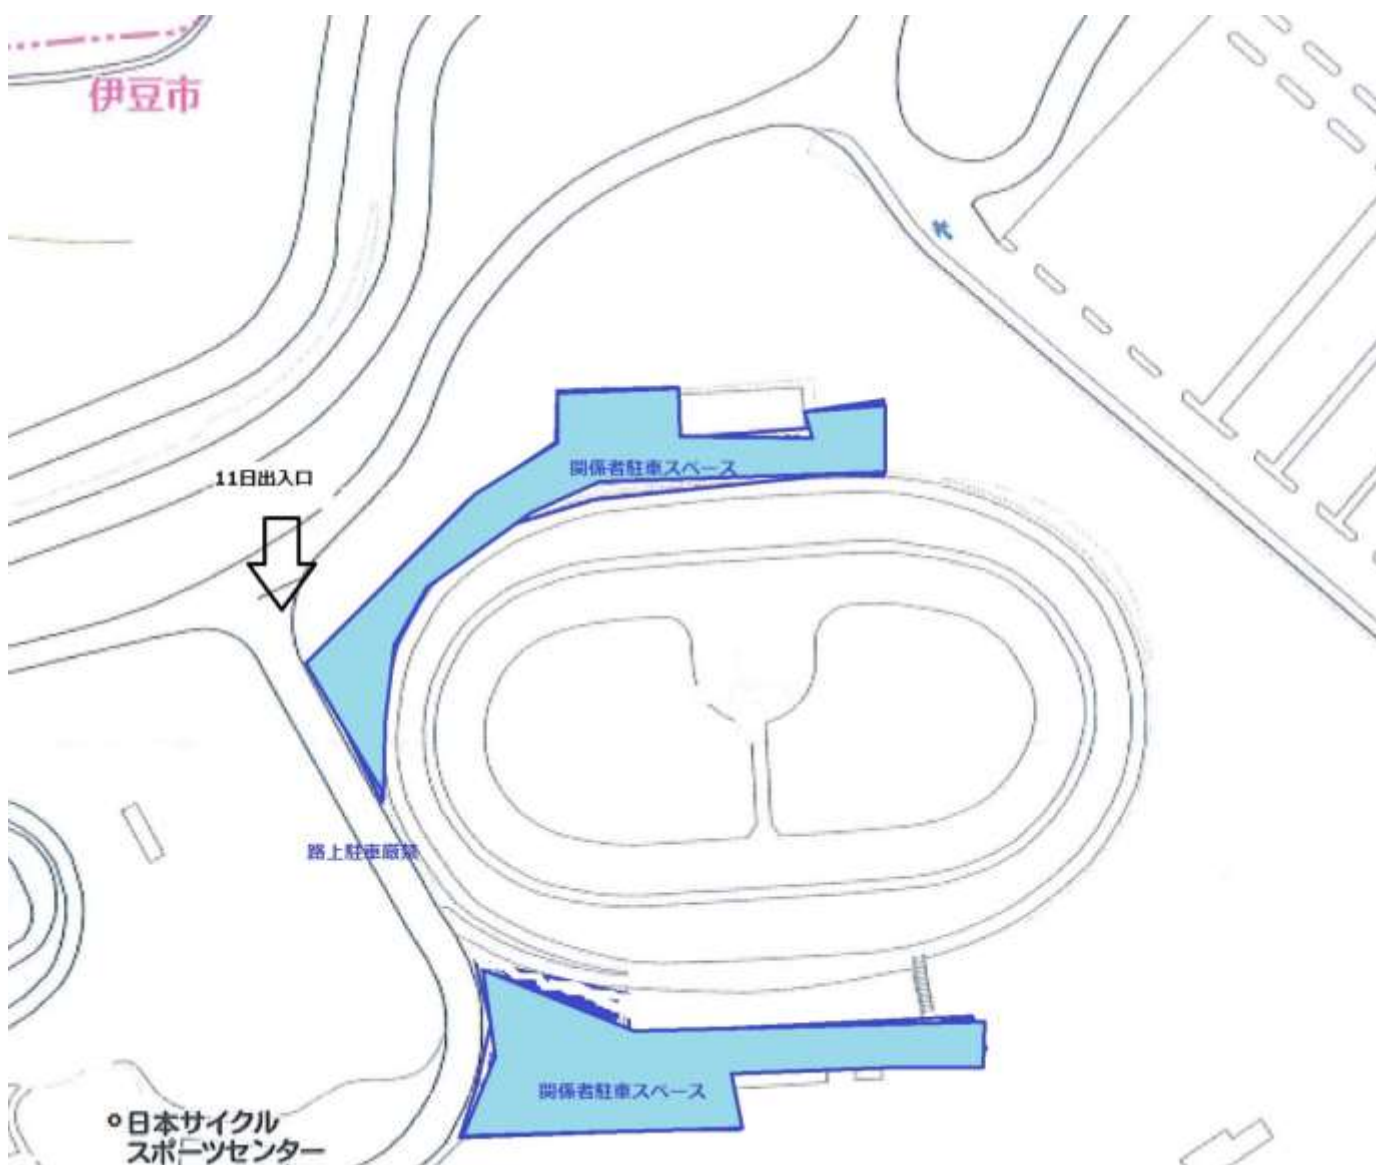 伊豆市
関係者駐車スペース
11日出入口
路上駐車厳禁
関係者駐車スペース
日本サイクル
スポーツセンター